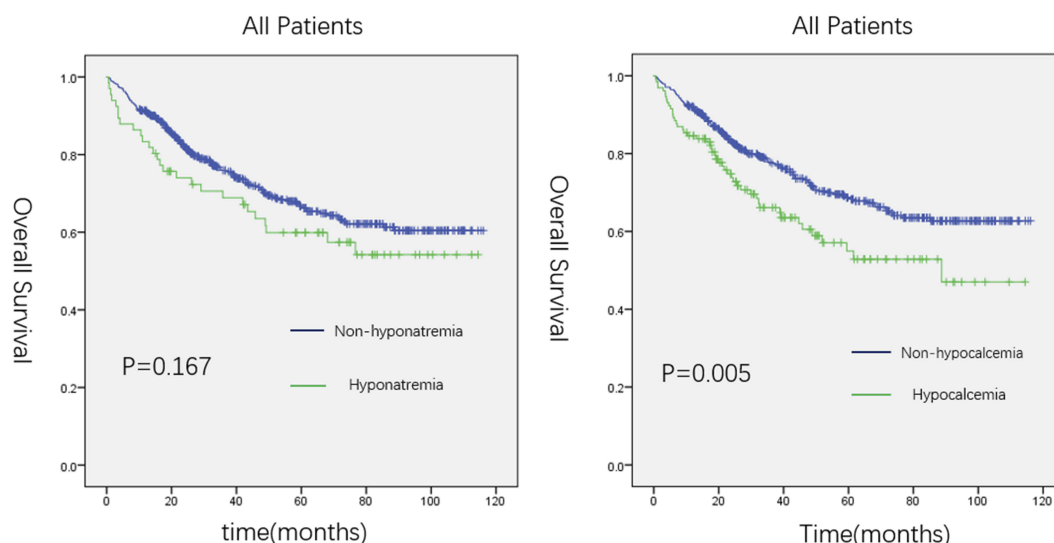 All Patients
1.0
0.8
0.6
0.4
0.2
0.0
Overall Survival
Non-hyponatremia
P=0.167
Hyponatremia
0 20 40 60 80 100 120
time(months)
All Patients
1.0
0.8
0.6
0.4
0.2
0.0
Overall Survival
Non-hypocalcemia
P=0.005
Hypocalcemia
0 20 40 60 80 100 120
Time(months)